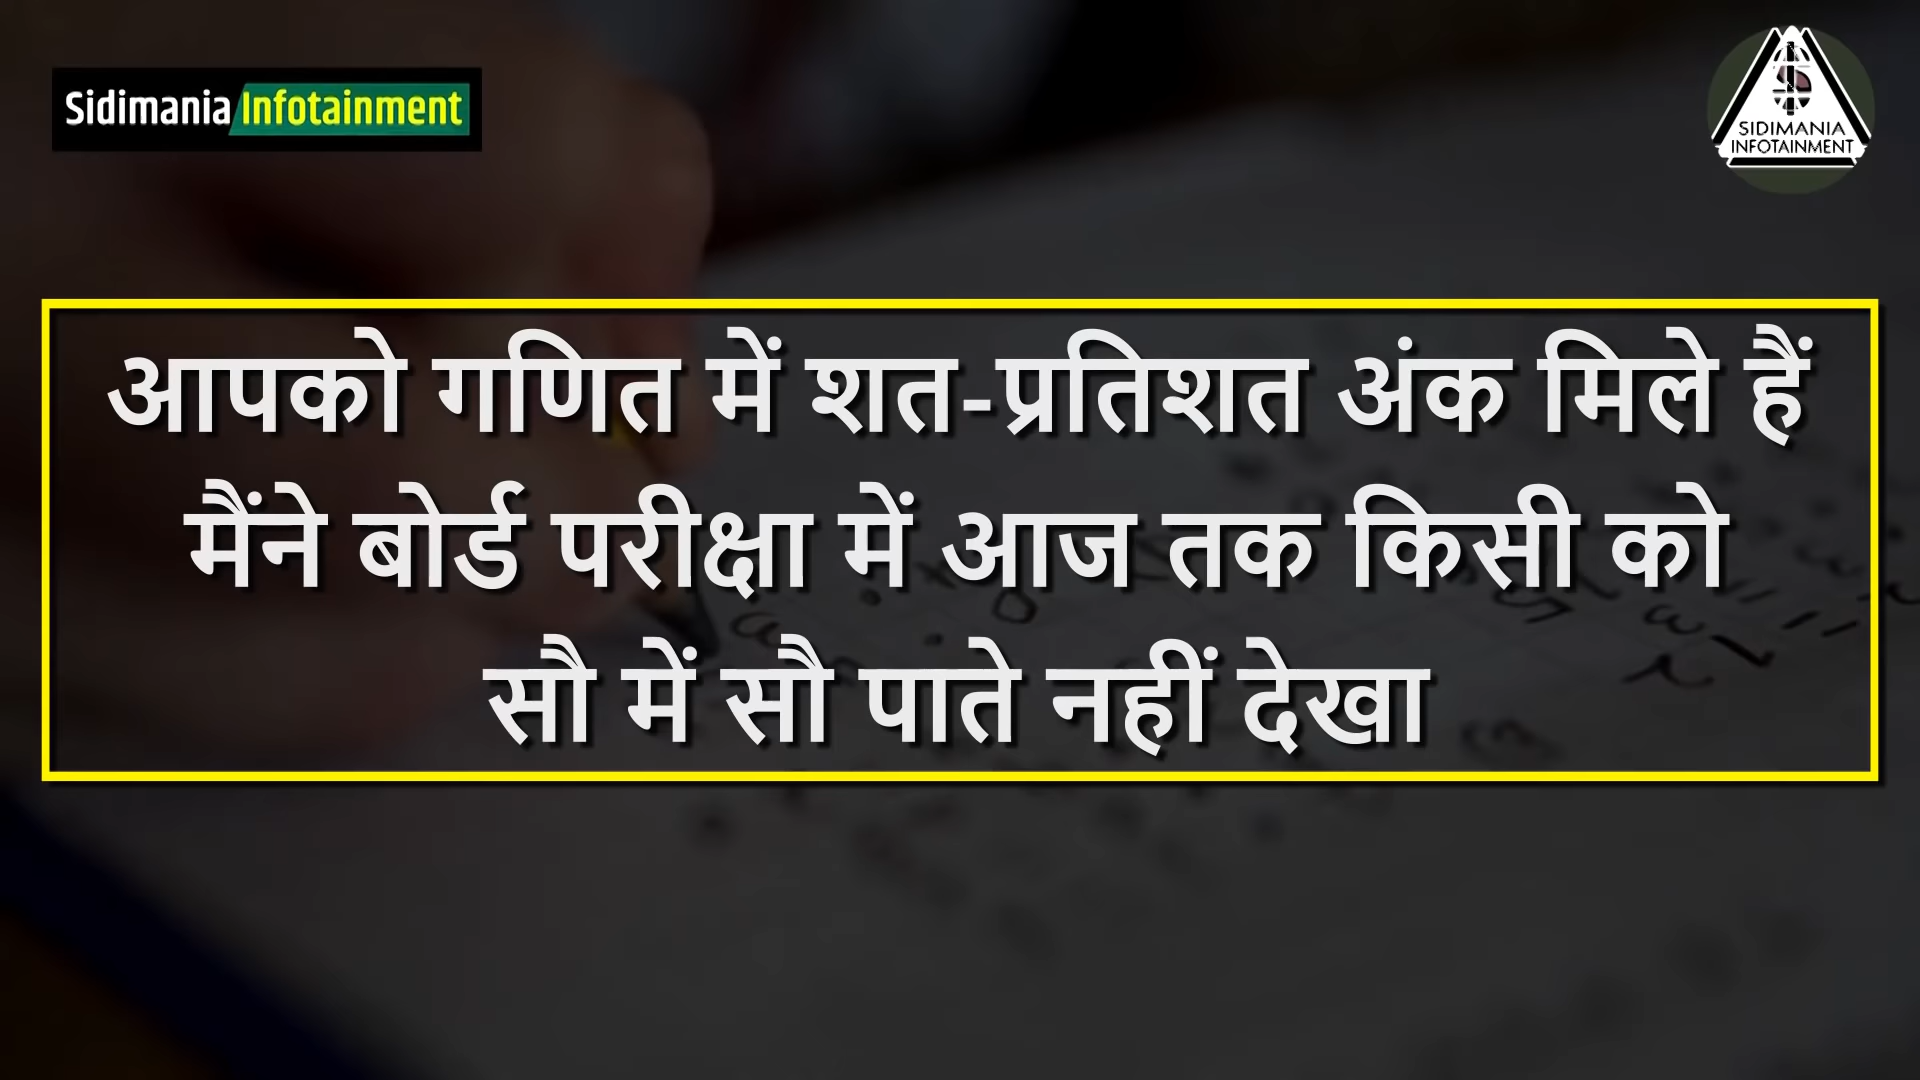 Sidimania Infotainment
SIDIMANIA
INFOTAINMENT
आपको गणित में शत-प्रतिशत अंक मिले हैं
मैंने बोर्ड परीक्षा में आज तक किसी को
सौ में सौ पाते नहीं देखा